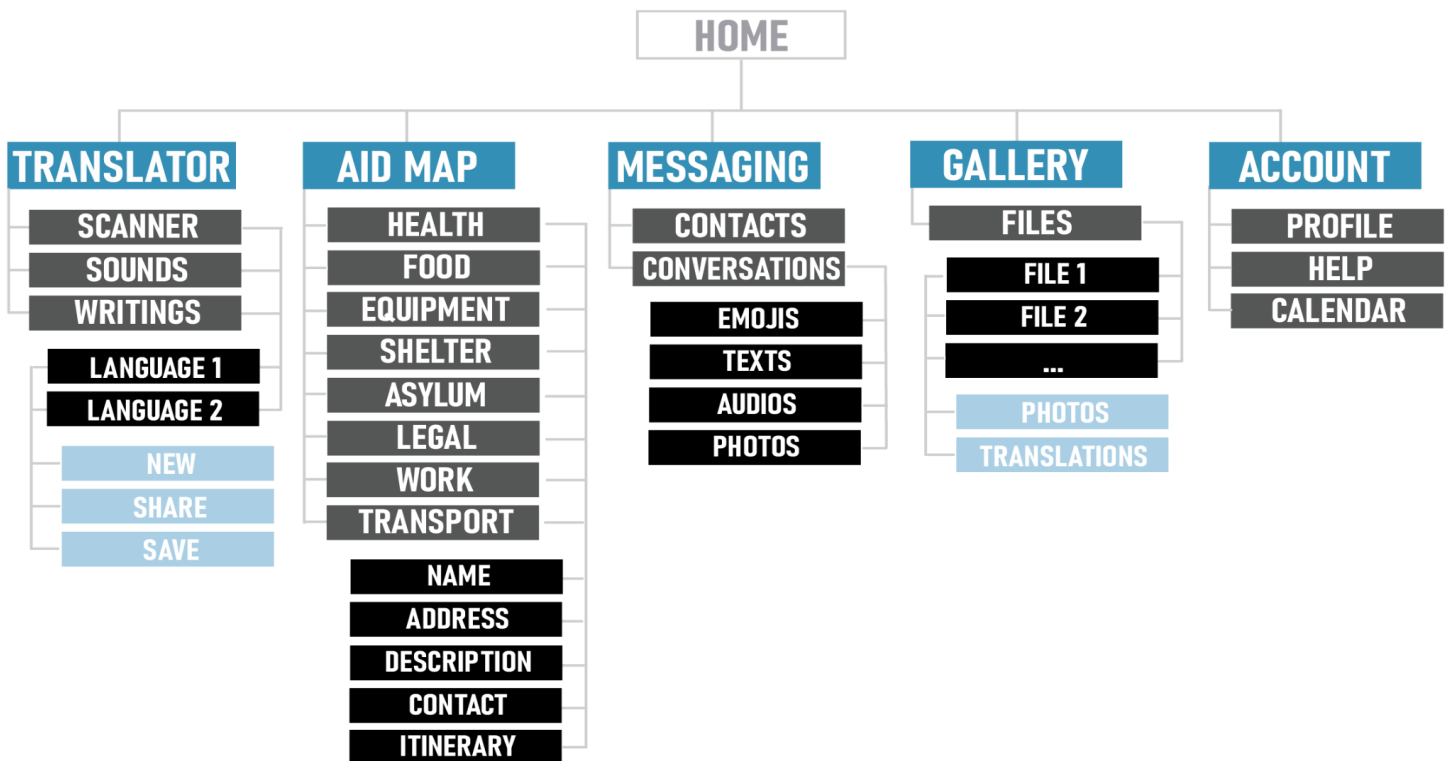 HOME
TRANSLATOR
SCANNER
SOUNDS
WRITINGS
LANGUAGE 1
LANGUAGE 2
NEW
SHARE
SAVE
AID MAP
HEALTH
FOOD
EQUIPMENT
SHELTER
ASYLUM
LEGAL
WORK
TRANSPORT
NAME
ADDRESS
DESCRIPTION
CONTACT
ITINERARY
MESSAGING
CONTACTS
CONVERSATIONS
EMOJIS
TEXTS
AUDIOS
PHOTOS
GALLERY
FILES
FILE 1
FILE 2
...
PHOTOS
TRANSLATIONS
ACCOUNT
PROFILE
HELP
CALENDAR